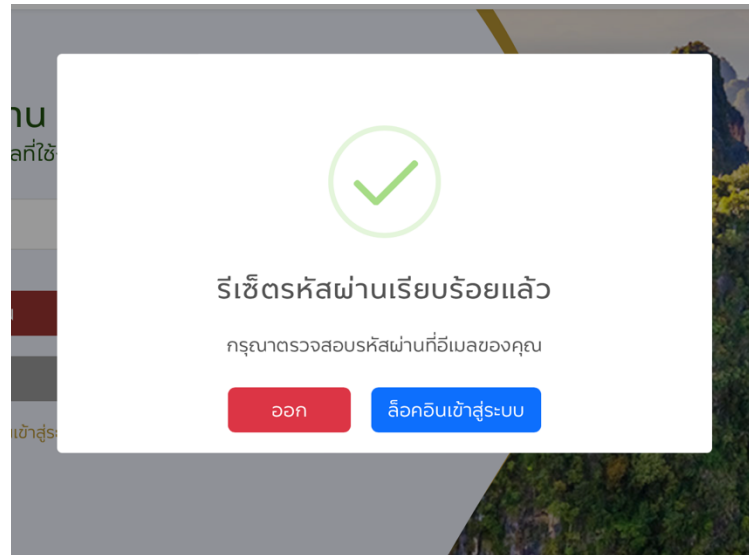 รีเซ็ตรหัสผ่านเรียบร้อยแล้ว
กรุณาตรวจสอบรหัสผ่านที่อีเมลของคุณ
ออก
ล็อคอินเข้าสู่ระบบ